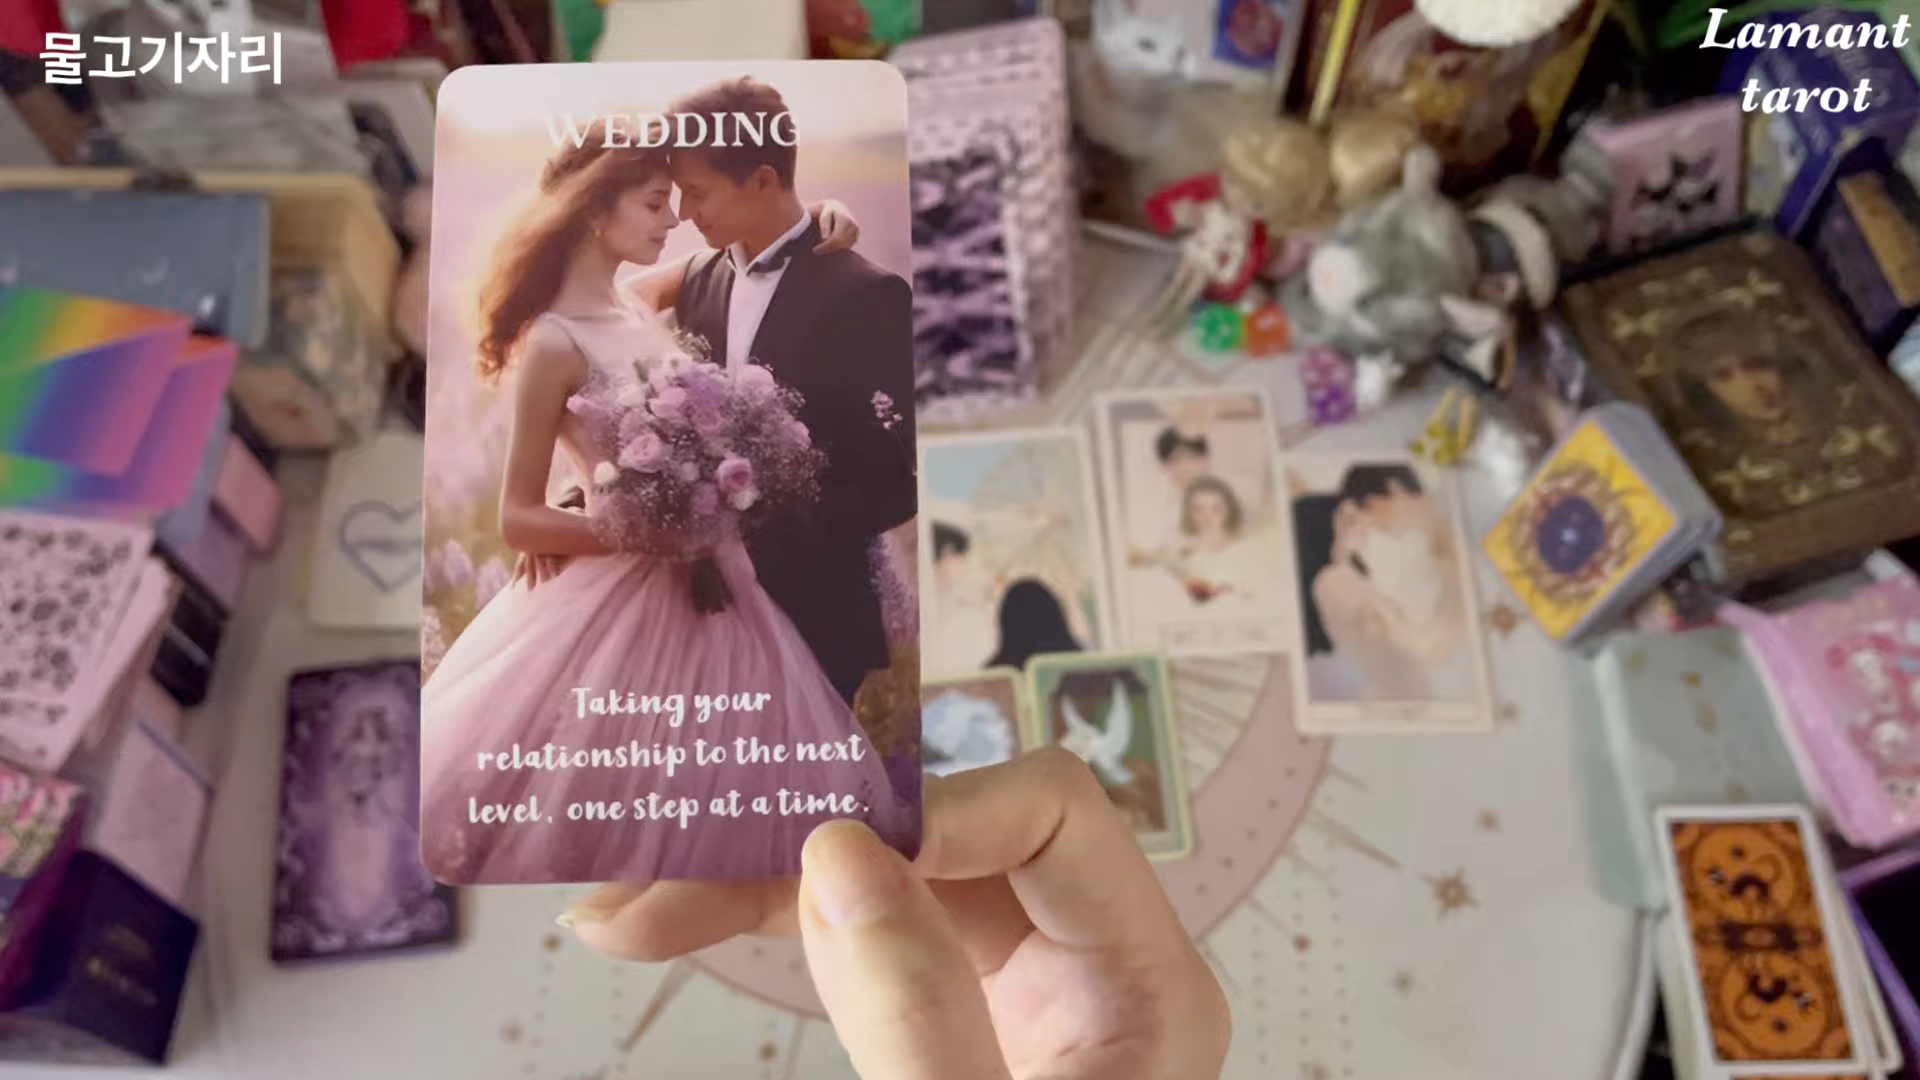 물고기자리
Lamant
tarot
WEDDING
Taking your
relationship to the next
level, one step at a time.